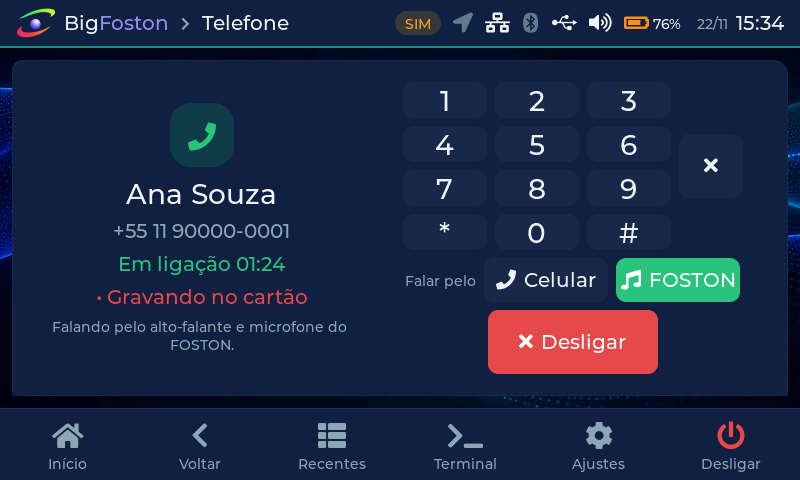 BigFoston > Telefone
SIM
76%
22/11 15:34
Ana Souza
+55 11 90000-0001
Em ligação 01:24
• Gravando no cartão
Falando pelo alto-falante e microfone do
FOSTON.
1 2 3
4 5 6
7 8 9
* 0 #
Falar pelo Celular FOSTON
Desligar
Início Voltar Recentes Terminal Ajustes Desligar